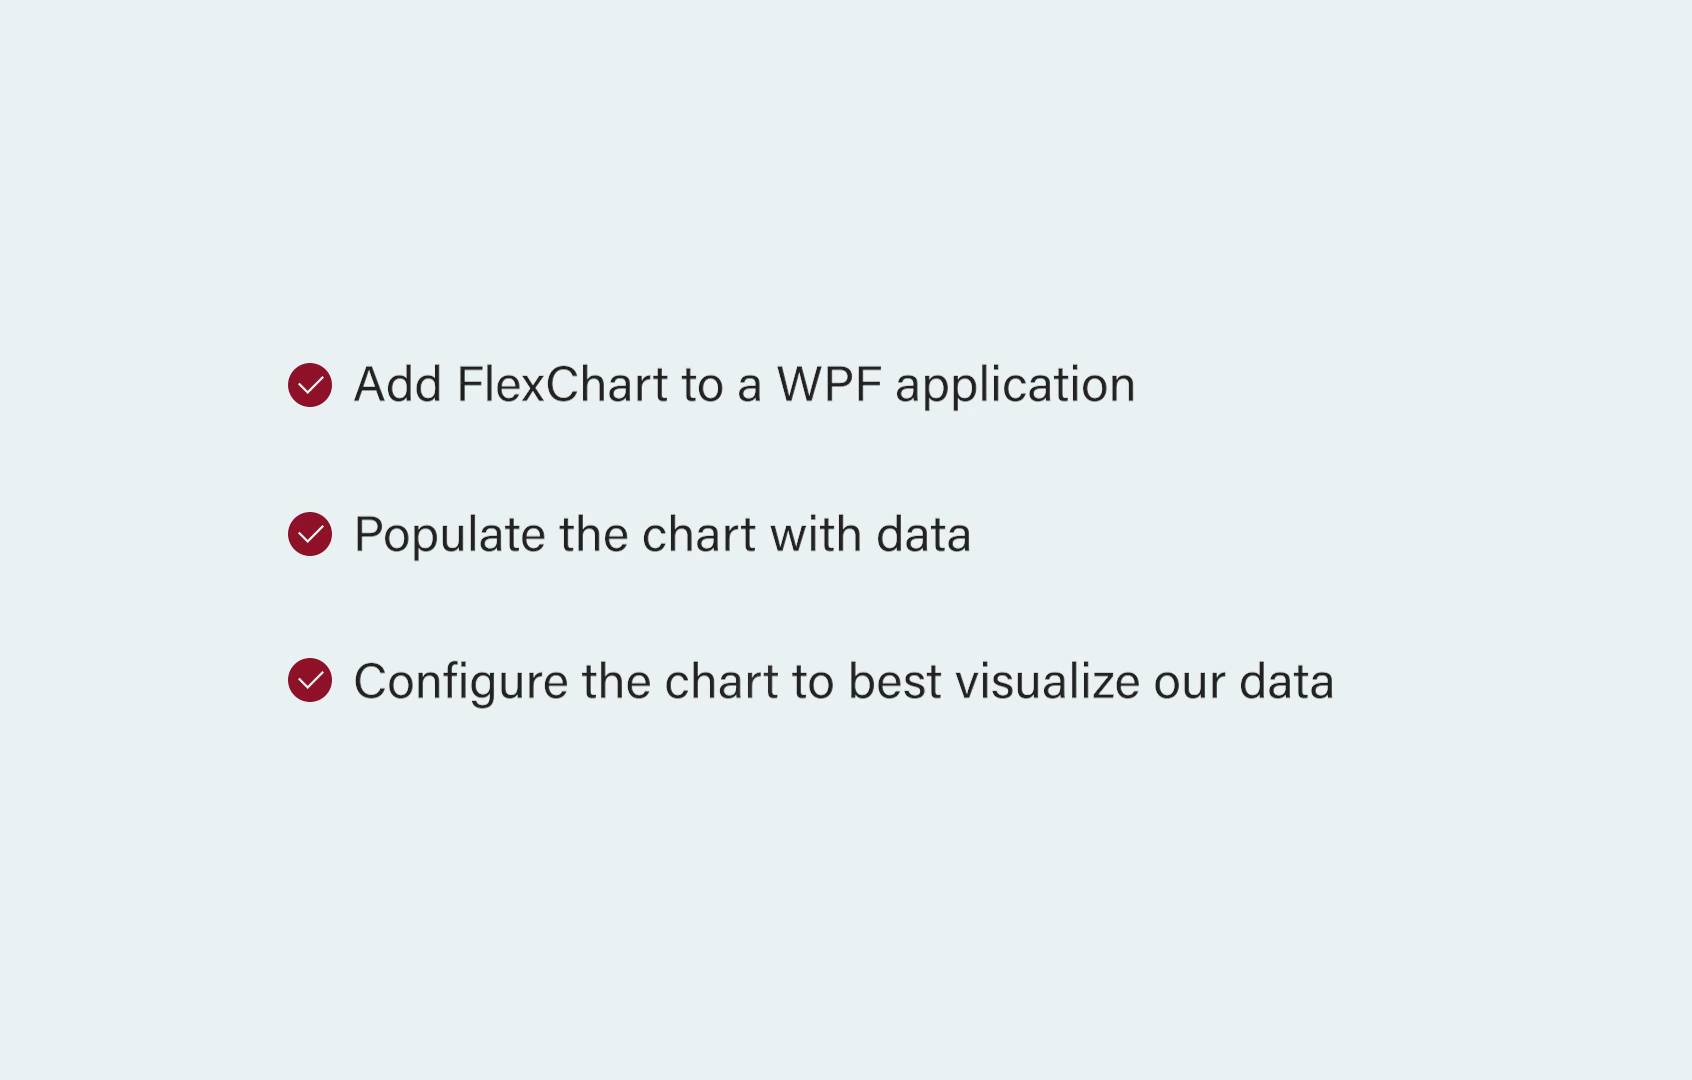 Add FlexChart to a WPF application
Populate the chart with data
Configure the chart to best visualize our data